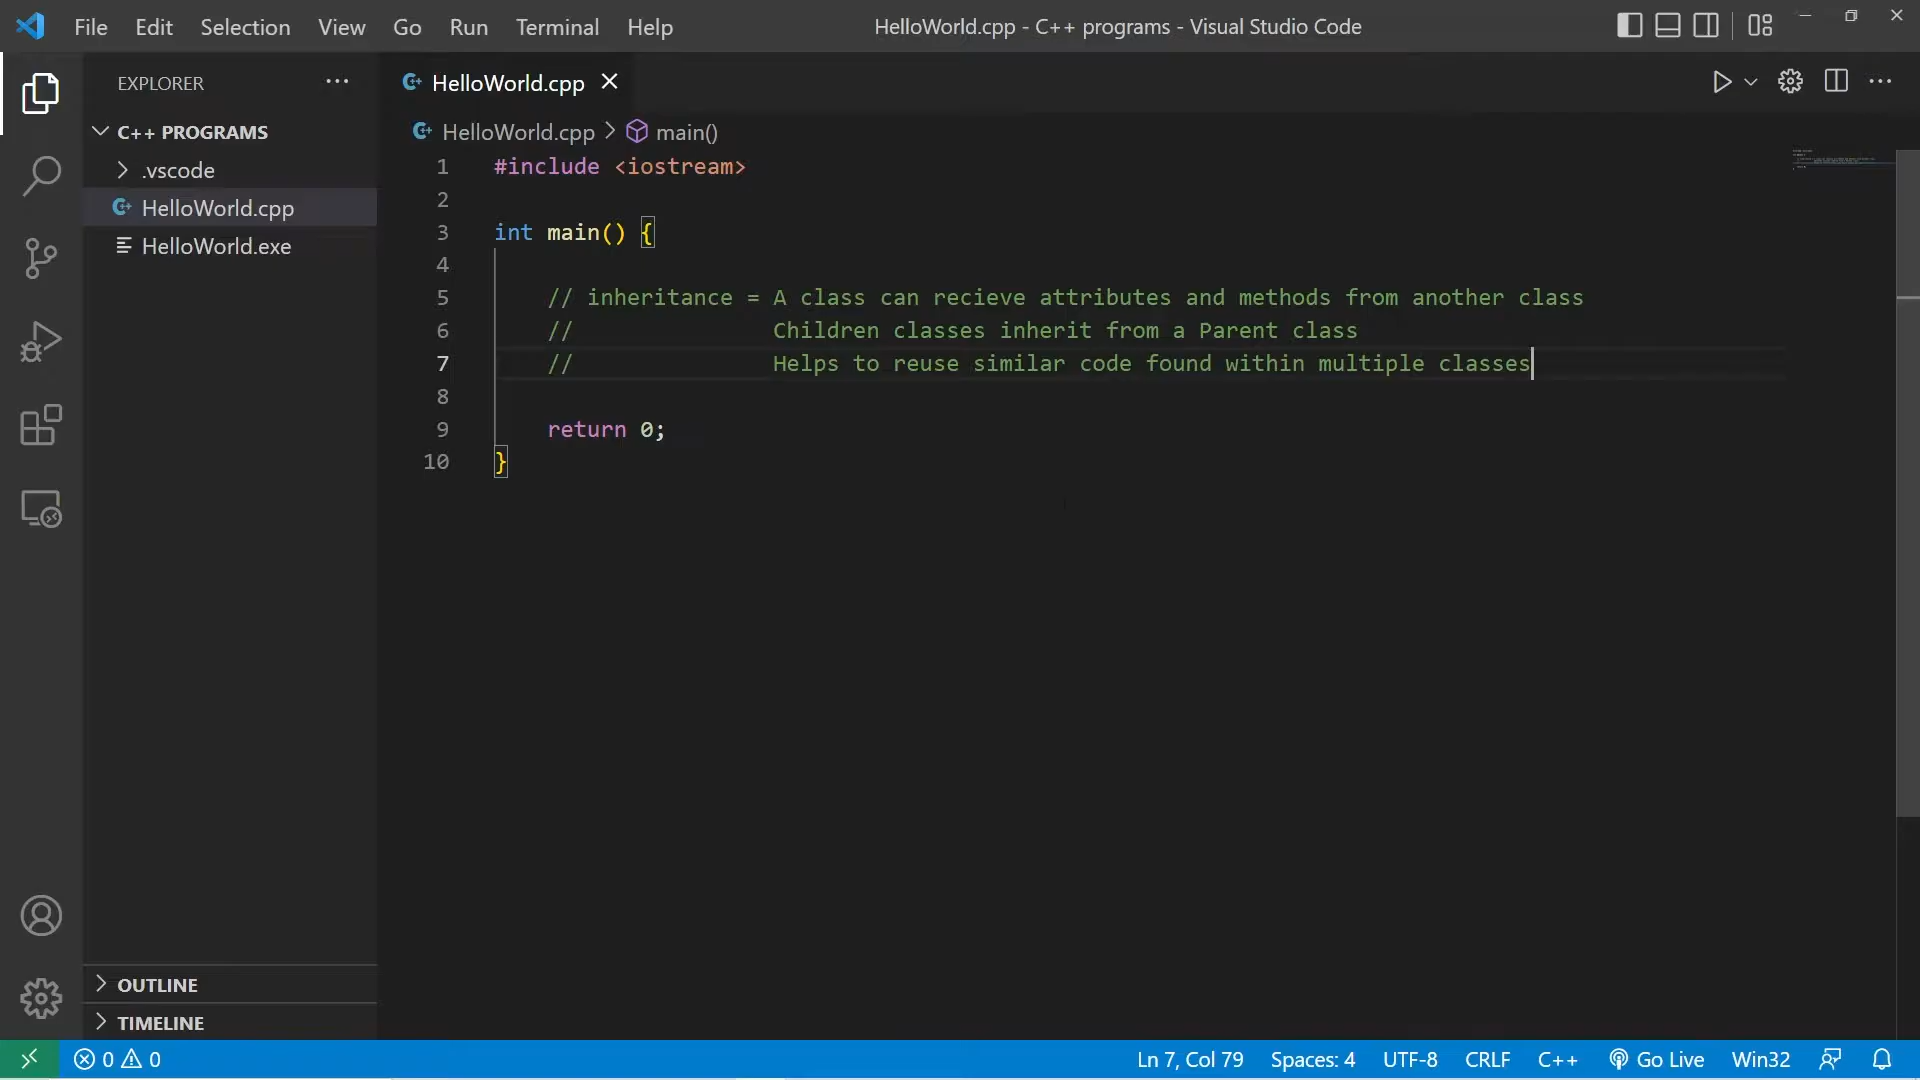 File Edit Selection View Go Run Terminal Help HelloWorld.cpp - C++ programs - Visual Studio Code
EXPLORER
C++ PROGRAMS
.vscode
HelloWorld.cpp
HelloWorld.exe
OUTLINE
TIMELINE
HelloWorld.cpp
HelloWorld.cpp > main()
1 #include <iostream>
2
3 int main() {
4
5 // inheritance = A class can recieve attributes and methods from another class
6 // Children classes inherit from a Parent class
7 // Helps to reuse similar code found within multiple classes
8
9 return 0;
10 }
0 0 Ln 7, Col 79 Spaces: 4 UTF-8 CRLF C++ Go Live Win32